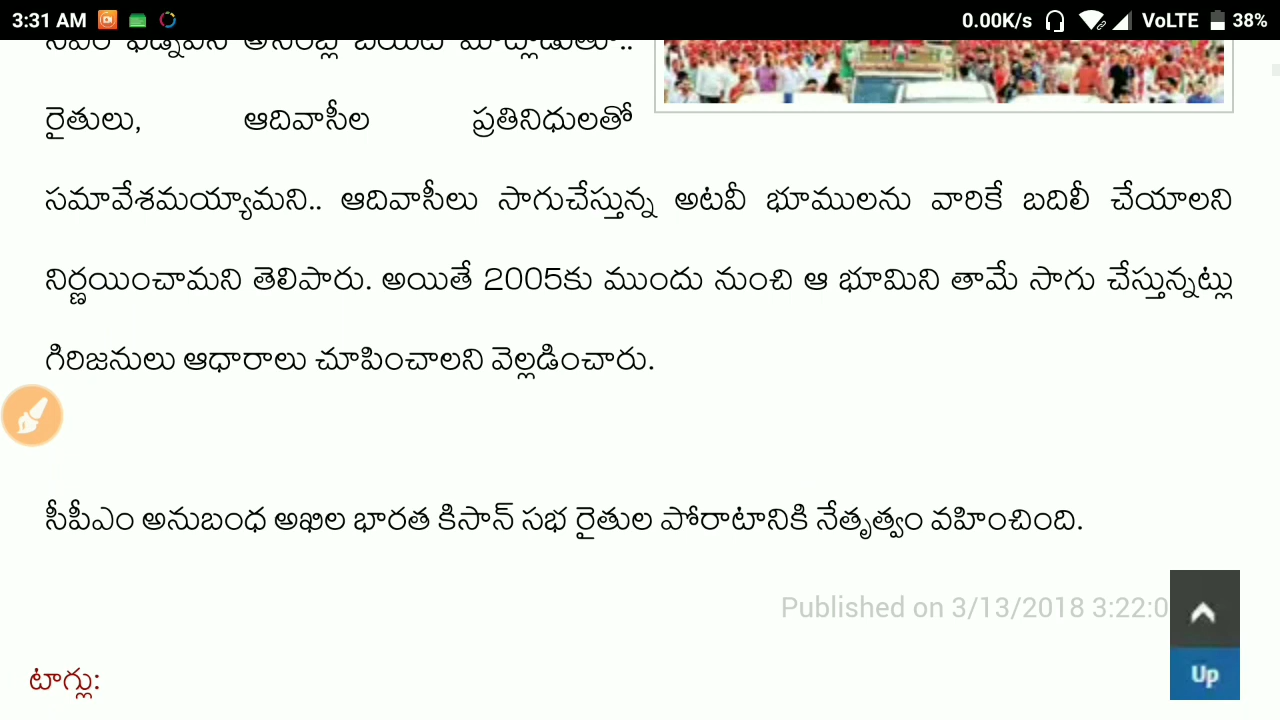 3:31 AM 0.00K/s VoLTE 38%
రైతులు, ఆదివాసీల ప్రతినిధులతో
సమావేశమయ్యామని.. ఆదివాసీలు సాగుచేస్తున్న అటవీ భూములను వారికే బదిలీ చేయాలని
నిర్ణయించామని తెలిపారు. అయితే 2005కు ముందు నుంచి ఆ భూమిని తామే సాగు చేస్తున్నట్లు
గిరిజనులు ఆధారాలు చూపించాలని వెల్లడించారు.
సీపీఎం అనుబంధ అఖిల భారత కిసాన్ సభ రైతుల పోరాటానికి నేతృత్వం వహించింది.
Published on 3/13/2018 3:22:0
Up
టాగ్లు: